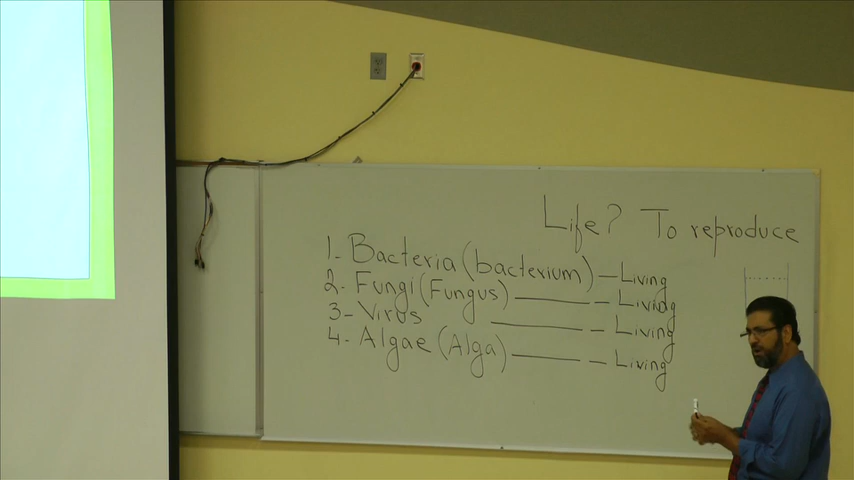 Life? To reproduce
1- Bacteria (bacterium) — Living
2- Fungi (Fungus) ——— - Living
3- Virus ——— - Living
4- Algae (Alga) ——— - Living